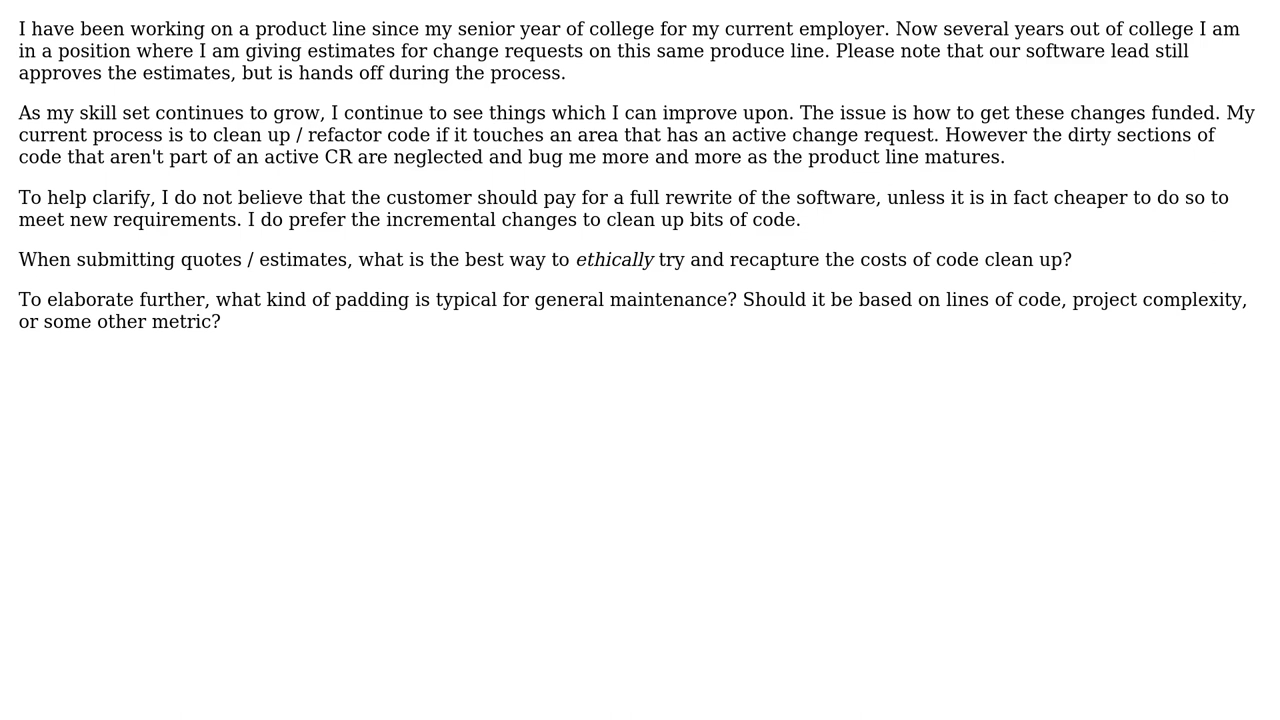 I have been working on a product line since my senior year of college for my current employer. Now several years out of college I am
in a position where I am giving estimates for change requests on this same produce line. Please note that our software lead still
approves the estimates, but is hands off during the process.
As my skill set continues to grow, I continue to see things which I can improve upon. The issue is how to get these changes funded. My
current process is to clean up / refactor code if it touches an area that has an active change request. However the dirty sections of
code that aren't part of an active CR are neglected and bug me more and more as the product line matures.
To help clarify, I do not believe that the customer should pay for a full rewrite of the software, unless it is in fact cheaper to do so to
meet new requirements. I do prefer the incremental changes to clean up bits of code.
When submitting quotes / estimates, what is the best way to ethically try and recapture the costs of code clean up?
To elaborate further, what kind of padding is typical for general maintenance? Should it be based on lines of code, project complexity,
or some other metric?